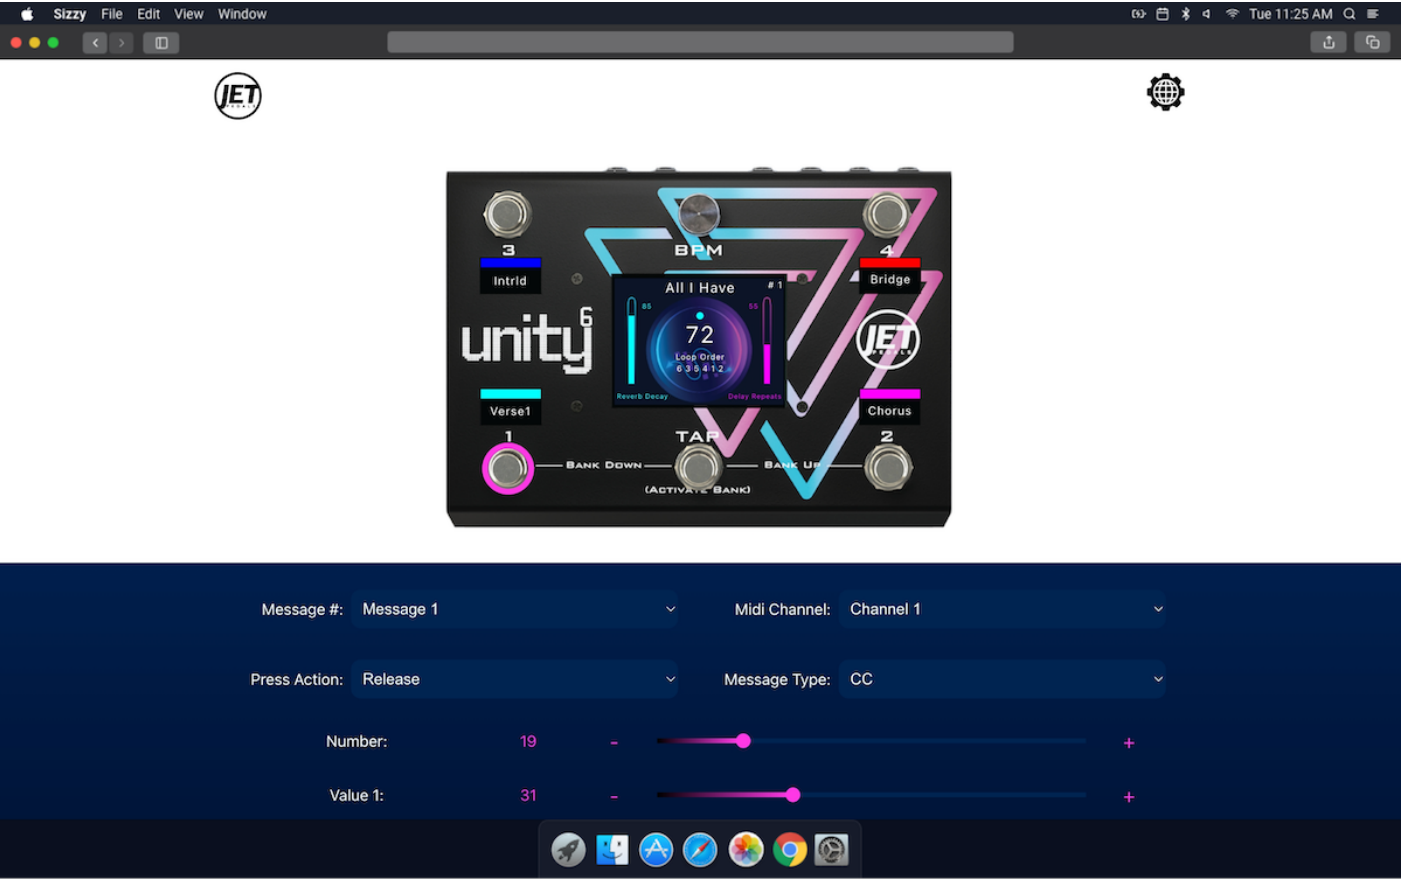 Sizzy File Edit View Window
Tue 11:25 AM
JET
PEDALS
3
BPM
4
Intrld
Bridge
All I Have
# 1
85
55
72
Loop Order
6 3 5 4 1 2
Reverb Decay
Delay Repeats
unity6
JET
PEDALS
Verse1
Chorus
1
TAP
2
BANK DOWN
BANK UP
(ACTIVATE BANK)
Message #: Message 1
Midi Channel: Channel 1
Press Action: Release
Message Type: CC
Number: 19 - +
Value 1: 31 - +